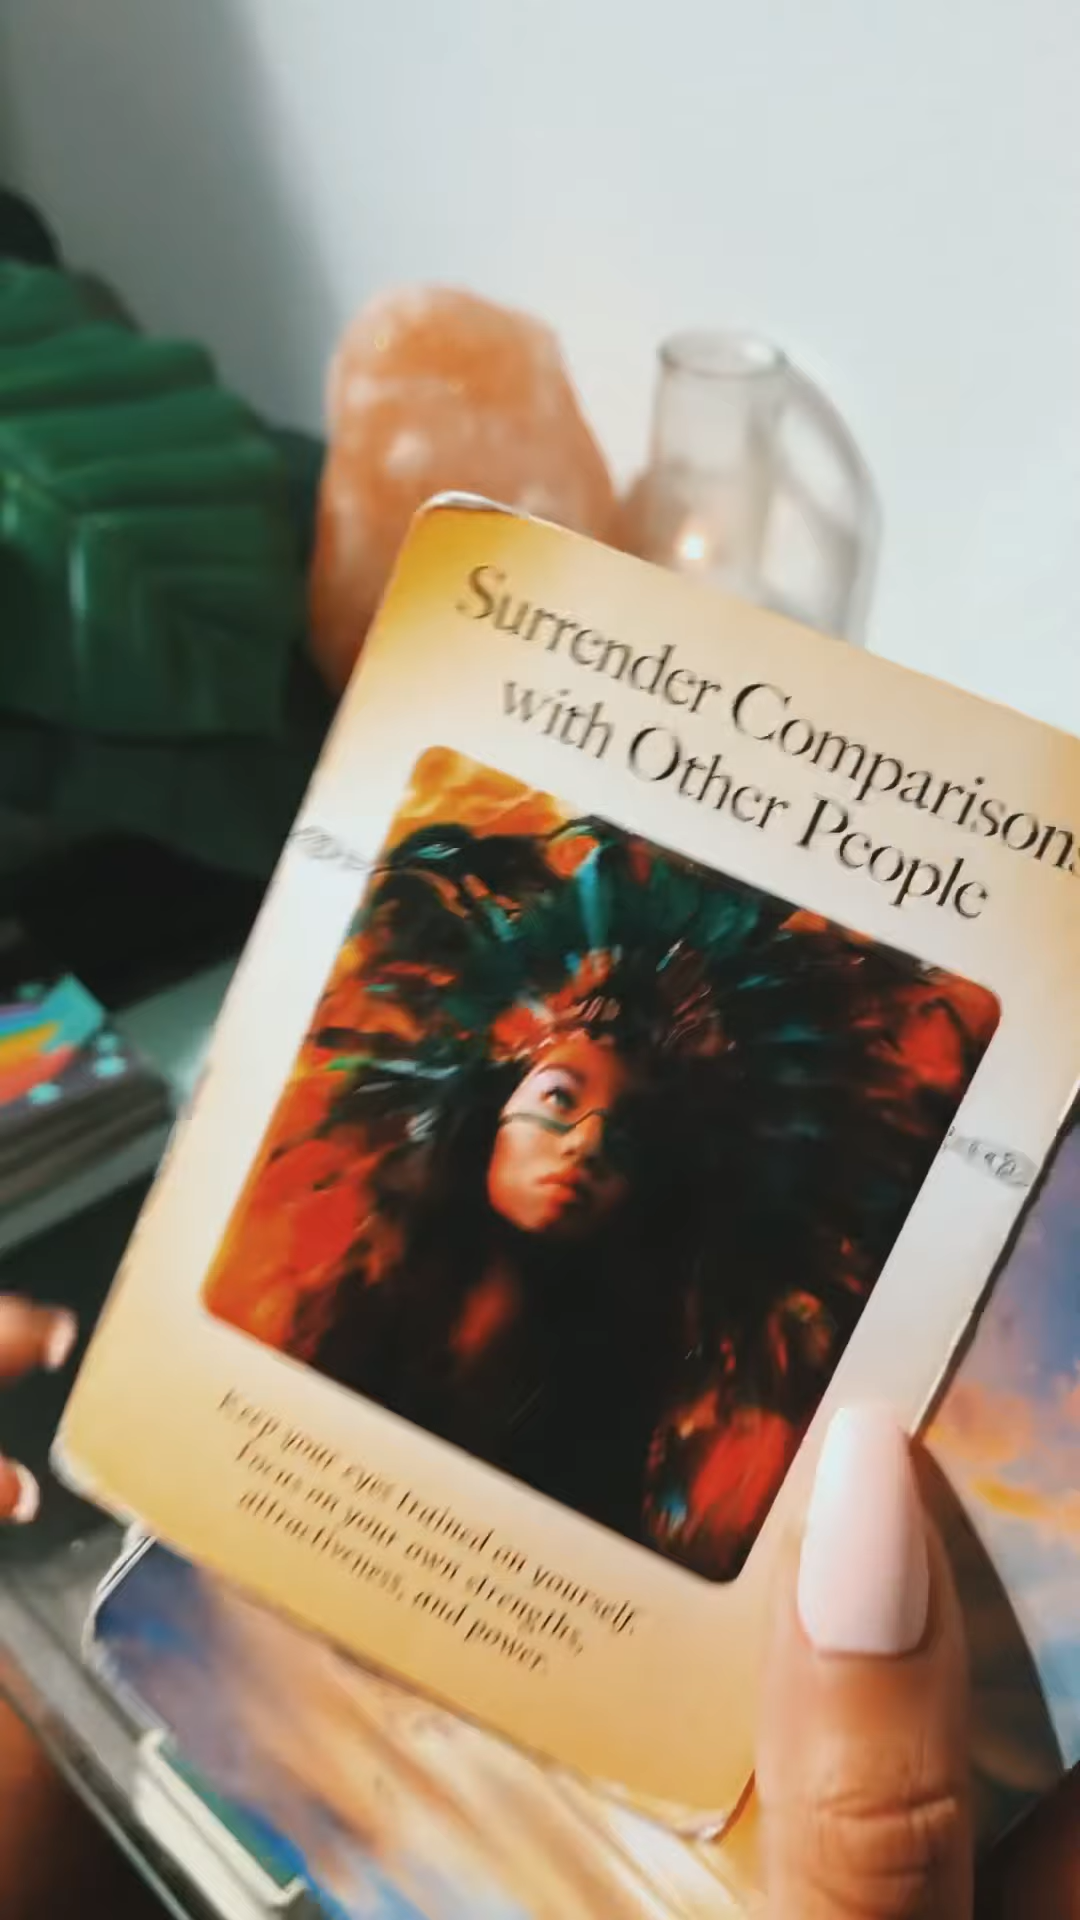 Surrender Comparisons
with Other People
Keep your eyes trained on yourself.
Focus on your own strengths,
attractiveness, and power.